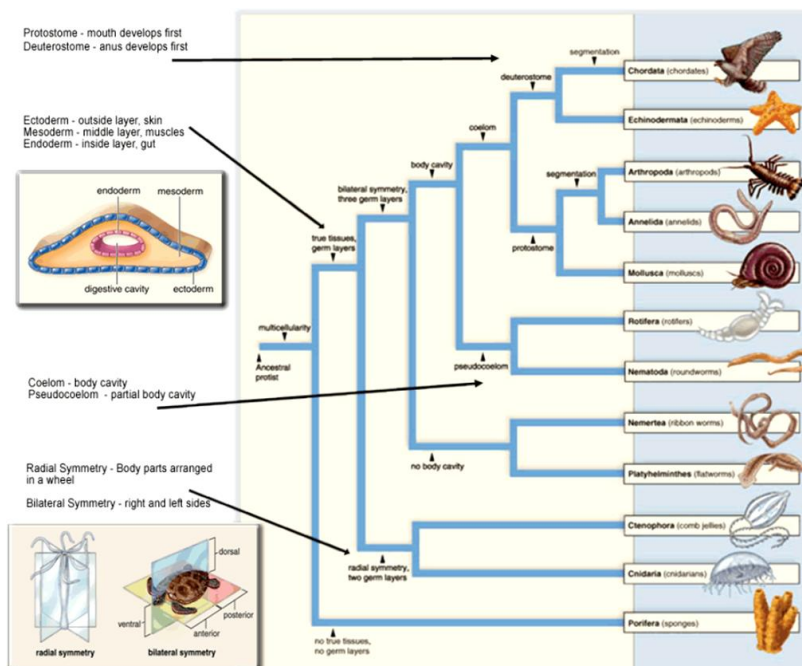 Protostome - mouth develops first
Deuterostome - anus develops first
Ectoderm - outside layer, skin
Mesoderm - middle layer, muscles
Endoderm - inside layer, gut
endoderm
mesoderm
digestive cavity
ectoderm
Coelom - body cavity
Pseudocoelom - partial body cavity
Radial Symmetry - Body parts arranged
in a wheel
Bilateral Symmetry - right and left sides
dorsal
ventral
posterior
anterior
radial symmetry
bilateral symmetry
segmentation
deuterostome
coelom
body cavity
bilateral symmetry,
three germ layers
true tissues,
germ layers
multicellularity
Ancestral
protist
segmentation
protostome
pseudocoelom
no body cavity
radial symmetry,
two germ layers
no true tissues,
no germ layers
Chordata (chordates)
Echinodermata (echinoderms)
Arthropoda (arthropods)
Annelida (annelids)
Mollusca (molluscs)
Rotifera (rotifers)
Nematoda (roundworms)
Nemertea (ribbon worms)
Platyhelminthes (flatworms)
Ctenophora (comb jellies)
Cnidaria (cnidarians)
Porifera (sponges)